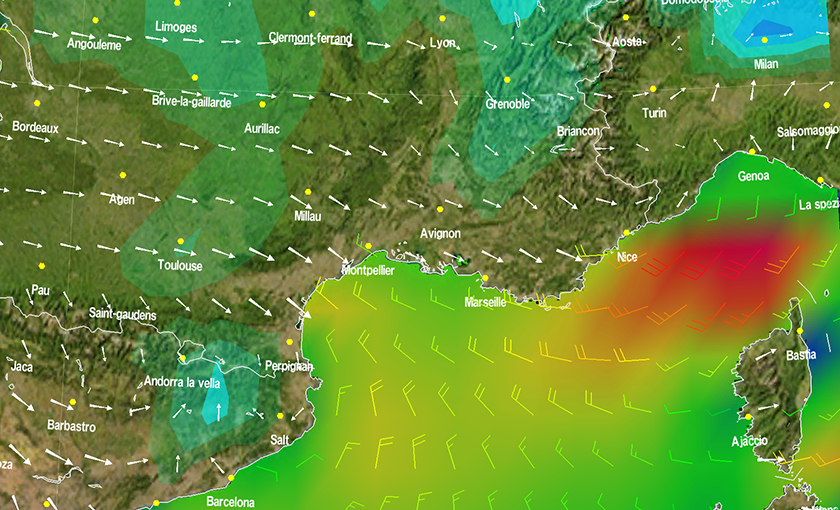 Limoges
Angouleme
Clermont-ferrand
Lyon
Aosta
Milan
Brive-la-gaillarde
Grenoble
Turin
Bordeaux
Aurillac
Briancon
Salsomaggio
Genoa
Agen
Millau
La spezi
Avignon
Toulouse
Montpellier
Nice
Pau
Marseille
Saint-gaudens
Bastia
Jaca
Perpignan
Andorra la vella
Barbastro
Salt
Ajaccio
Barcelona